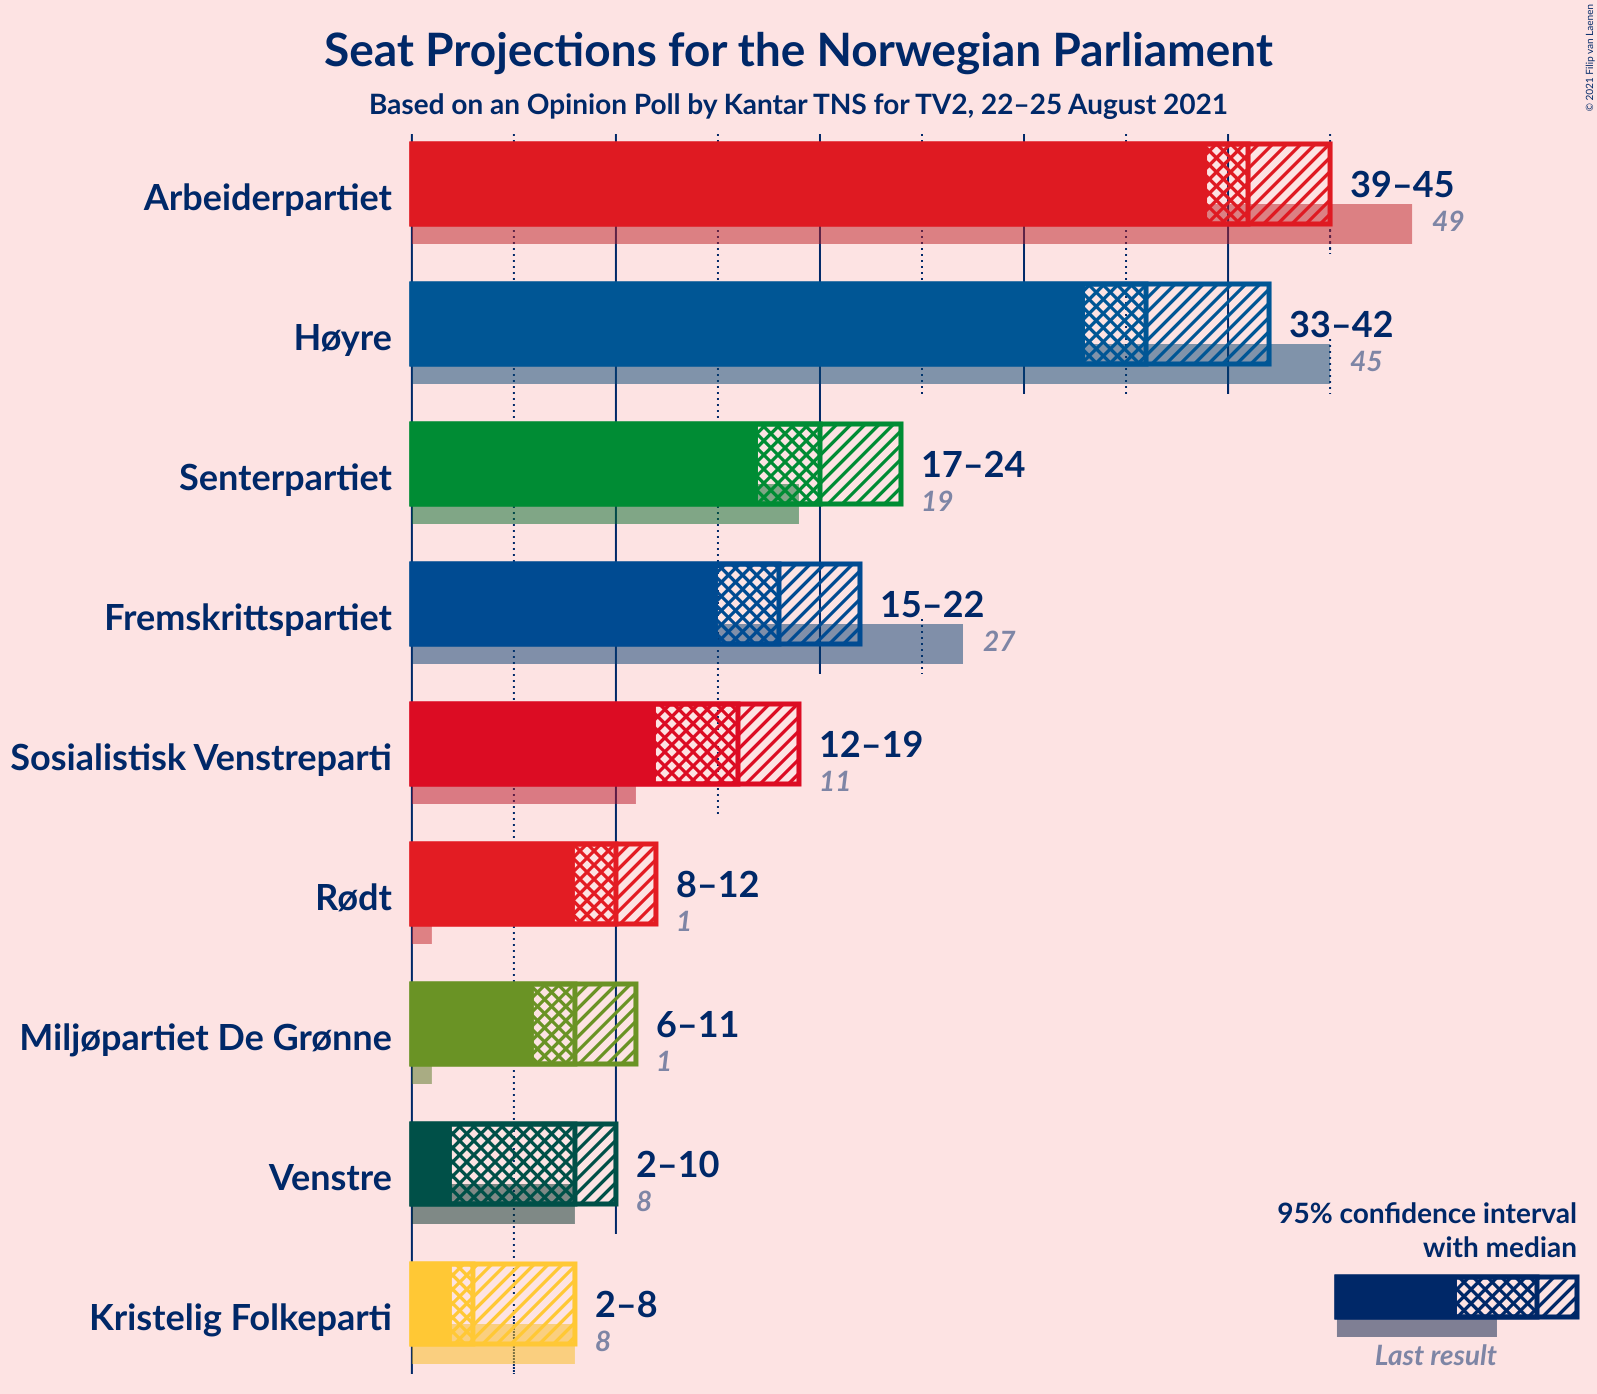 Seat Projections for the Norwegian Parliament
Based on an Opinion Poll by Kantar TNS for TV2, 22–25 August 2021
© 2021 Filip van Laenen
Arbeiderpartiet
39–45
49
Høyre
33–42
45
Senterpartiet
17–24
19
Fremskrittspartiet
15–22
27
Sosialistisk Venstreparti
12–19
11
Rødt
8–12
1
Miljøpartiet De Grønne
6–11
1
Venstre
2–10
8
Kristelig Folkeparti
2–8
8
95% confidence interval
with median
Last result